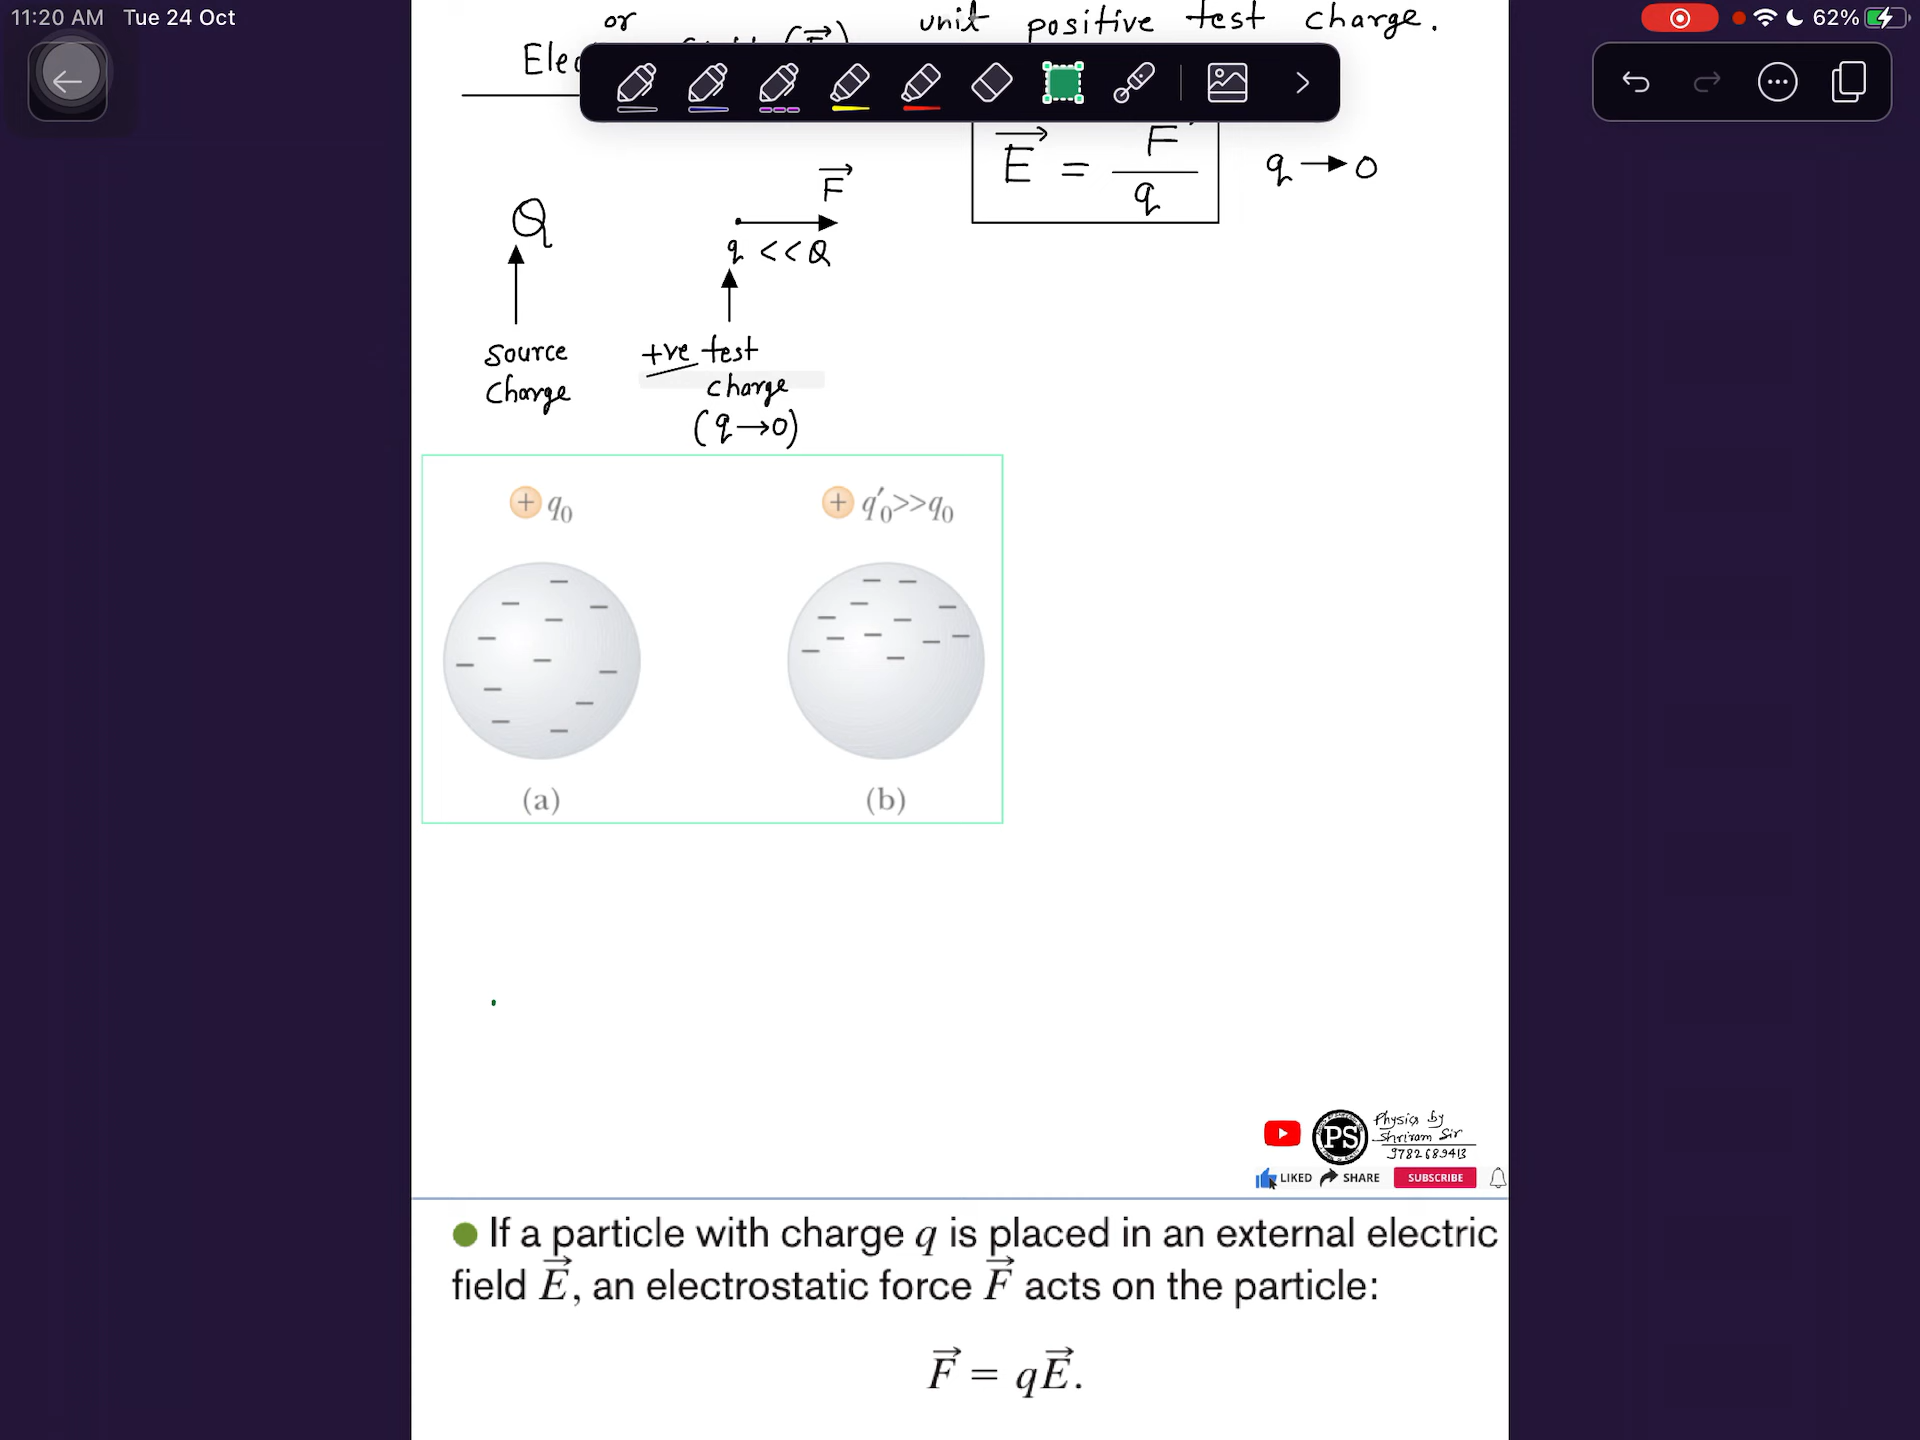 11:20 AM Tue 24 Oct
62%
or unit positive test charge.
E⃗ = F / q q → 0
Q
F⃗
q << Q
Source
Charge
+ve test
charge
(q → 0)
+ q₀
+ q′₀>>q₀
(a)
(b)
PS
Physics by
Shriram Sir
9782689413
LIKED SHARE SUBSCRIBE
If a particle with charge q is placed in an external electric
field E⃗, an electrostatic force F⃗ acts on the particle:
F⃗ = qE⃗.